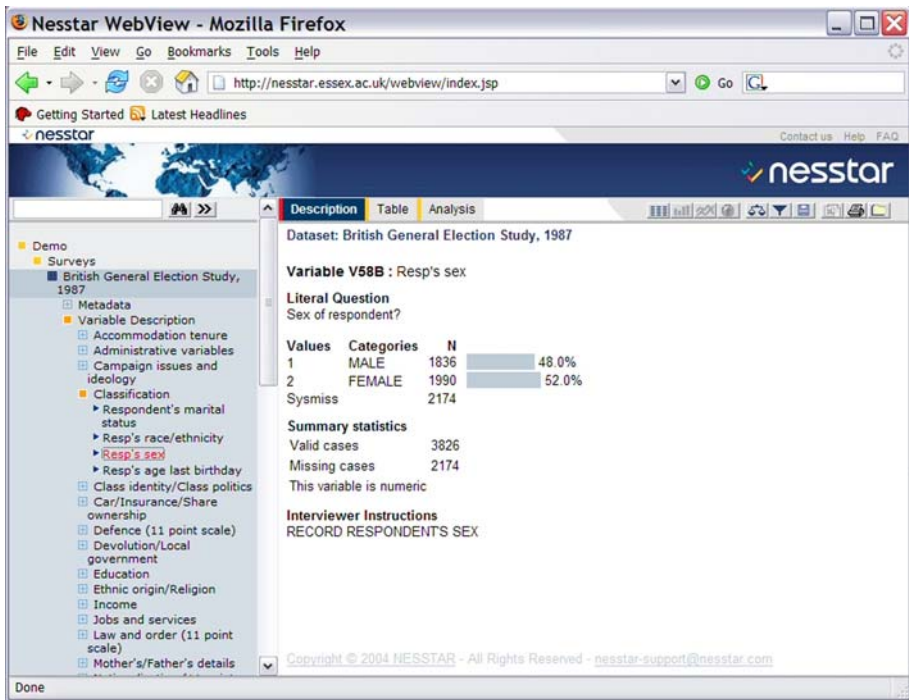 Nesstar WebView - Mozilla Firefox
File Edit View Go Bookmarks Tools Help
http://nesstar.essex.ac.uk/webview/index.jsp Go G
Getting Started Latest Headlines
nesstar Contact us Help FAQ
nesstar
Description Table Analysis
Demo
Surveys
British General Election Study,
1987
Metadata
Variable Description
Accommodation tenure
Administrative variables
Campaign issues and
ideology
Classification
Respondent's marital
status
Resp's race/ethnicity
Resp's sex
Resp's age last birthday
Class identity/Class politics
Car/Insurance/Share
ownership
Defence (11 point scale)
Devolution/Local
government
Education
Ethnic origin/Religion
Income
Jobs and services
Law and order (11 point
scale)
Mother's/Father's details
Dataset: British General Election Study, 1987
Variable V58B : Resp's sex
Literal Question
Sex of respondent?
Values Categories N
1 MALE 1836 48.0%
2 FEMALE 1990 52.0%
Sysmiss 2174
Summary statistics
Valid cases 3826
Missing cases 2174
This variable is numeric
Interviewer Instructions
RECORD RESPONDENT'S SEX
Copyright © 2004 NESSTAR - All Rights Reserved - nesstar-support@nesstar.com
Done